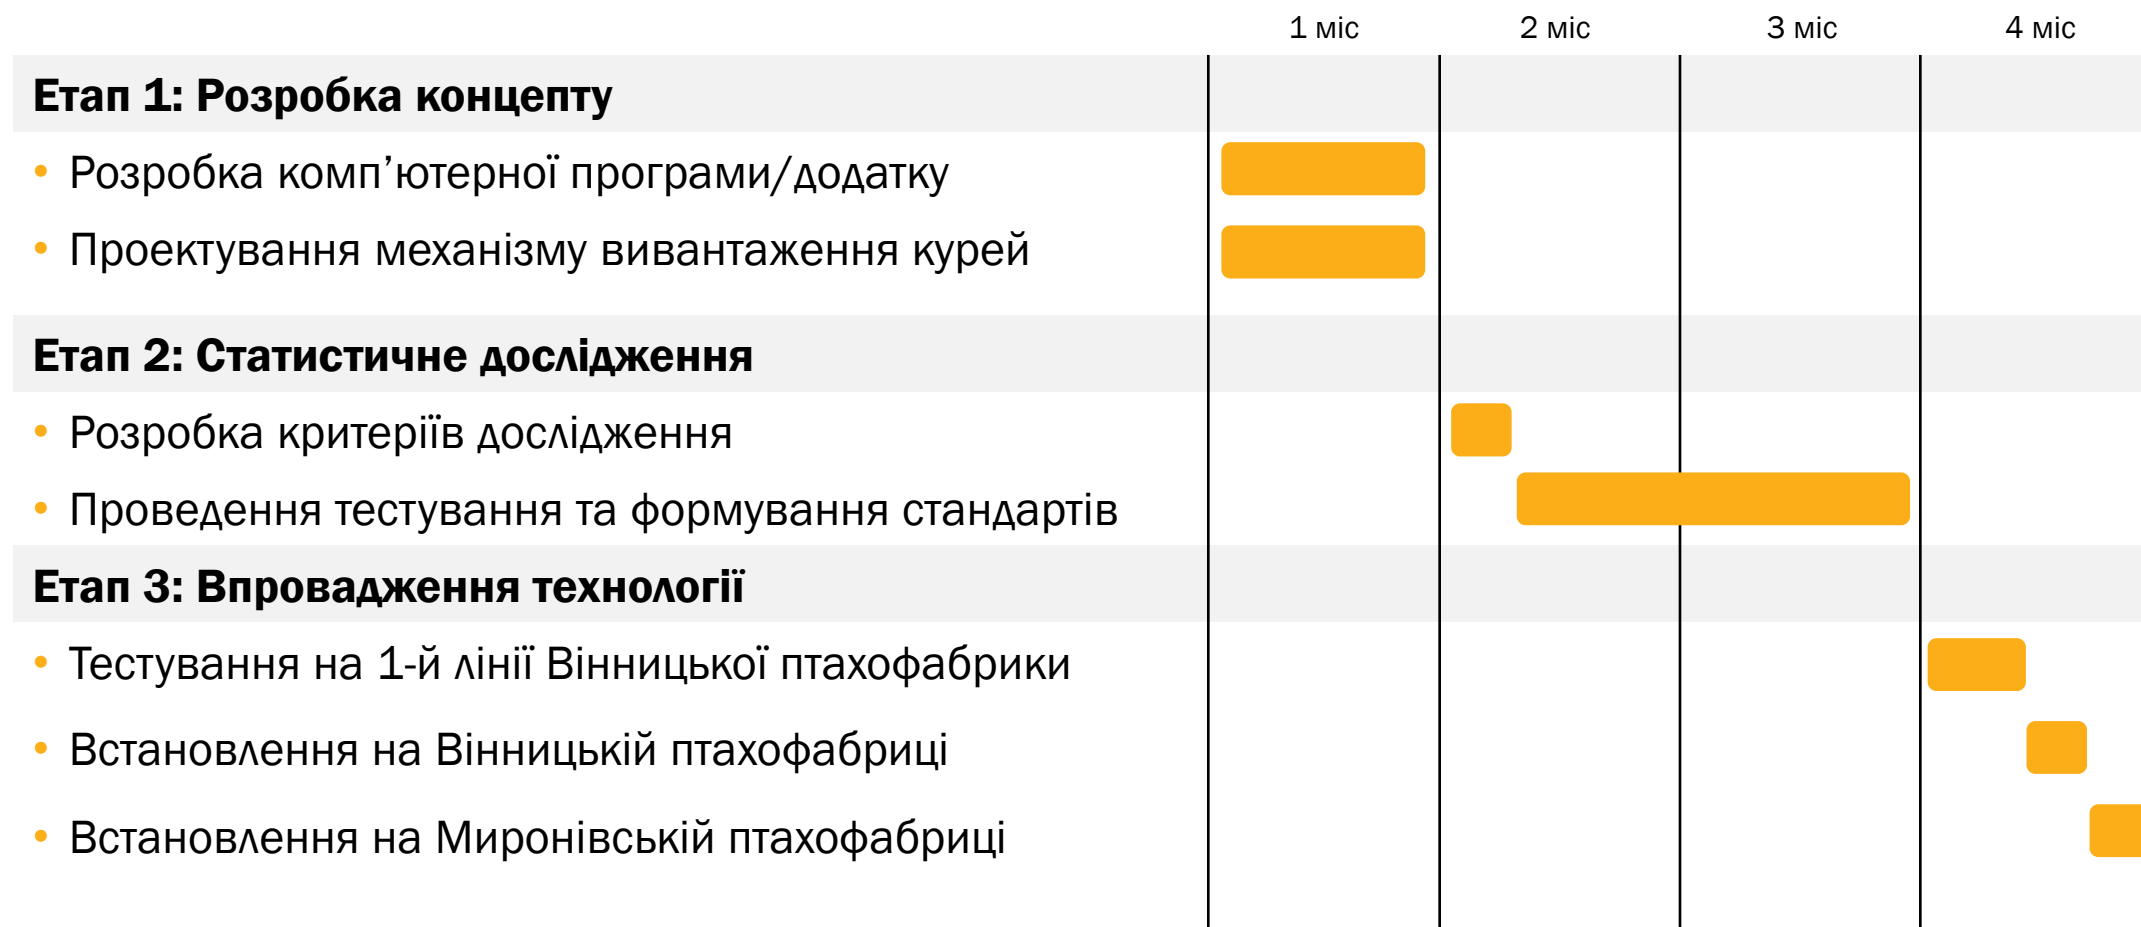 1 міс 2 міс 3 міс 4 міс
Етап 1: Розробка концепту
• Розробка комп’ютерної програми/додатку
• Проектування механізму вивантаження курей
Етап 2: Статистичне дослідження
• Розробка критеріїв дослідження
• Проведення тестування та формування стандартів
Етап 3: Впровадження технології
• Тестування на 1-й лінії Вінницької птахофабрики
• Встановлення на Вінницькій птахофабриці
• Встановлення на Миронівській птахофабриці